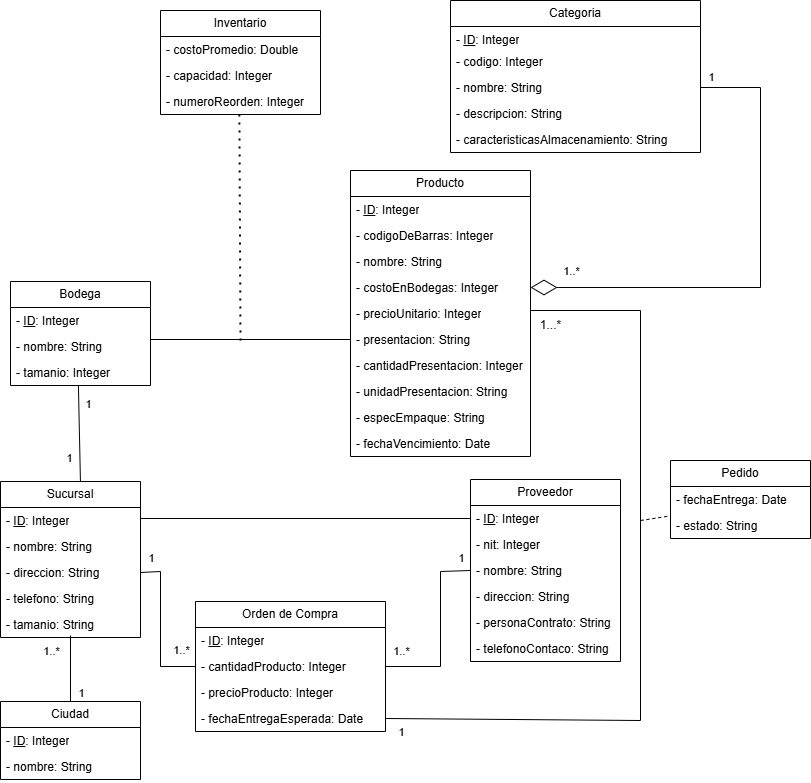 Inventario
- costoPromedio: Double
- capacidad: Integer
- numeroReorden: Integer
Categoria
- ID: Integer
- codigo: Integer
- nombre: String
- descripcion: String
- caracteristicasAlmacenamiento: String
1
Producto
- ID: Integer
- codigoDeBarras: Integer
- nombre: String
- costoEnBodegas: Integer
- precioUnitario: Integer
- presentacion: String
- cantidadPresentacion: Integer
- unidadPresentacion: String
- especEmpaque: String
- fechaVencimiento: Date
1..*
1...*
Bodega
- ID: Integer
- nombre: String
- tamanio: Integer
1
1
Sucursal
- ID: Integer
- nombre: String
- direccion: String
- telefono: String
- tamanio: String
1
1..*
1..*
1
Proveedor
- ID: Integer
- nit: Integer
- nombre: String
- direccion: String
- personaContrato: String
- telefonoContaco: String
1
1..*
Pedido
- fechaEntrega: Date
- estado: String
Orden de Compra
- ID: Integer
- cantidadProducto: Integer
- precioProducto: Integer
- fechaEntregaEsperada: Date
1
Ciudad
- ID: Integer
- nombre: String